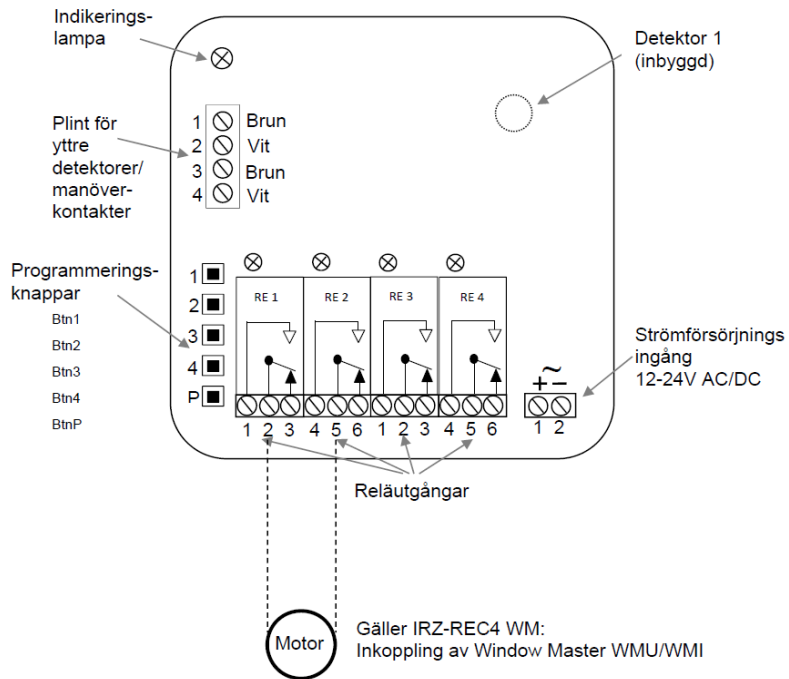 Indikerings-
lampa
Detektor 1
(inbyggd)
Plint för
yttre
detektorer/
manöver-
kontakter
1 Brun
2 Vit
3 Brun
4 Vit
Programmerings-
knappar
Btn1
Btn2
Btn3
Btn4
BtnP
1
2
3
4
P
RE 1 RE 2 RE 3 RE 4
1 2 3 4 5 6 1 2 3 4 5 6
~
+ −
1 2
Strömförsörjnings
ingång
12-24V AC/DC
Reläutgångar
Motor
Gäller IRZ-REC4 WM:
Inkoppling av Window Master WMU/WMI